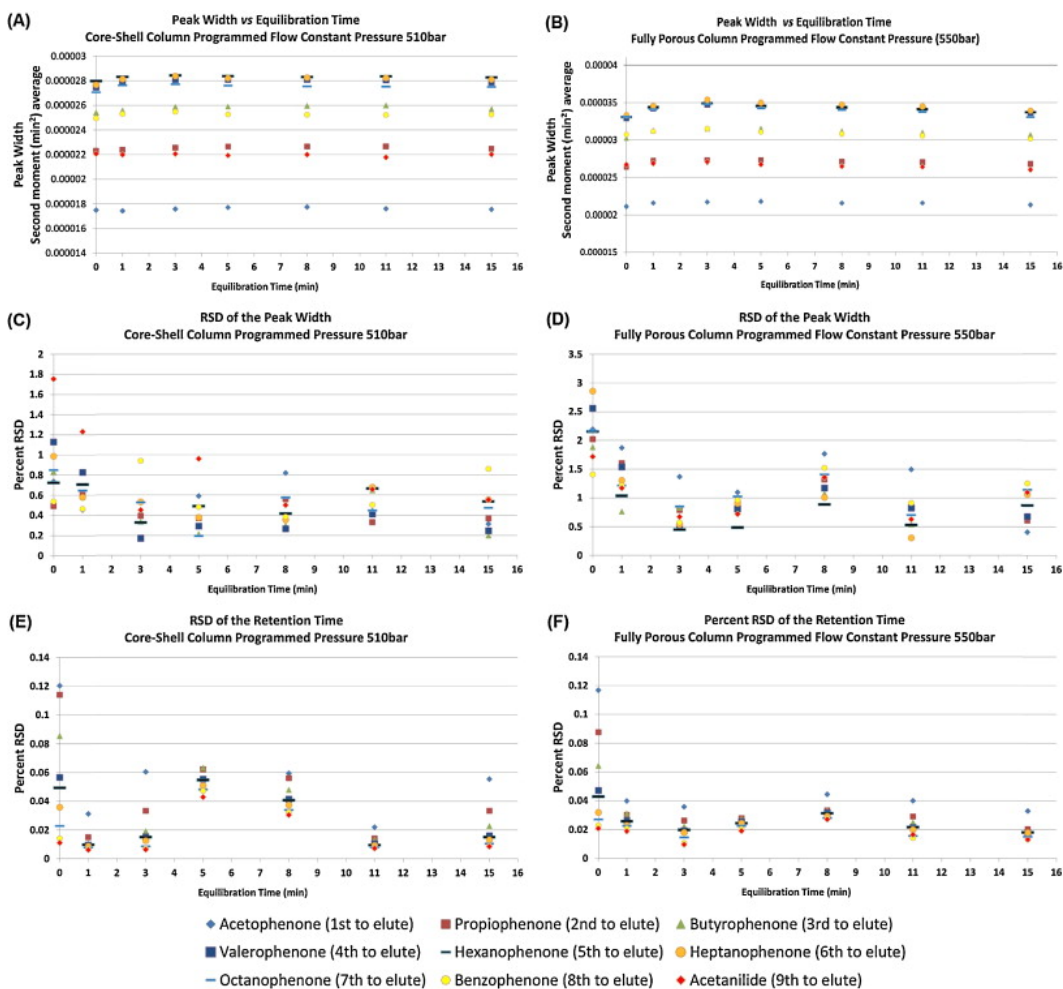 (A)
Peak Width vs Equilibration Time
Core-Shell Column Programmed Flow Constant Pressure 510bar
Peak Width
Second moment (min²) average
0.00003
0.000028
0.000026
0.000024
0.000022
0.00002
0.000018
0.000016
0.000014
0 1 2 3 4 5 6 7 8 9 10 11 12 13 14 15 16
Equilibration Time (min)
(B)
Peak Width vs Equilibration Time
Fully Porous Column Programmed Flow Constant Pressure (550bar)
Peak Width
Second moment (min²) average
0.00004
0.000035
0.00003
0.000025
0.00002
0.000015
0 1 2 3 4 5 6 7 8 9 10 11 12 13 14 15 16
Equilibration Time (min)
(C)
RSD of the Peak Width
Core-Shell Column Programmed Pressure 510bar
Percent RSD
2
1.8
1.6
1.4
1.2
1
0.8
0.6
0.4
0.2
0
0 1 2 3 4 5 6 7 8 9 10 11 12 13 14 15 16
Equilibration Time (min)
(D)
RSD of the Peak Width
Fully Porous Column Programmed Flow Constant Pressure 550bar
Percent RSD
3.5
3
2.5
2
1.5
1
0.5
0
0 1 2 3 4 5 6 7 8 9 10 11 12 13 14 15 16
Equilibration Time (min)
(E)
RSD of the Retention Time
Core-Shell Column Programmed Pressure 510bar
Percent RSD
0.14
0.12
0.1
0.08
0.06
0.04
0.02
0
0 1 2 3 4 5 6 7 8 9 10 11 12 13 14 15 16
Equilibration Time (min)
(F)
Percent RSD of the Retention Time
Fully Porous Column Programmed Flow Constant Pressure 550bar
Percent RSD
0.14
0.12
0.1
0.08
0.06
0.04
0.02
0
0 1 2 3 4 5 6 7 8 9 10 11 12 13 14 15 16
Equilibration Time (min)
Acetophenone (1st to elute) Propiophenone (2nd to elute) Butyrophenone (3rd to elute)
Valerophenone (4th to elute) Hexanophenone (5th to elute) Heptanophenone (6th to elute)
Octanophenone (7th to elute) Benzophenone (8th to elute) Acetanilide (9th to elute)